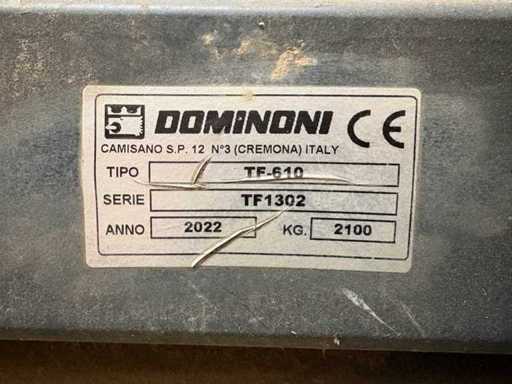 DOMINONI CE
CAMISANO S.P. 12 N°3 (CREMONA) ITALY
TIPO TF-610
SERIE TF1302
ANNO 2022 KG. 2100